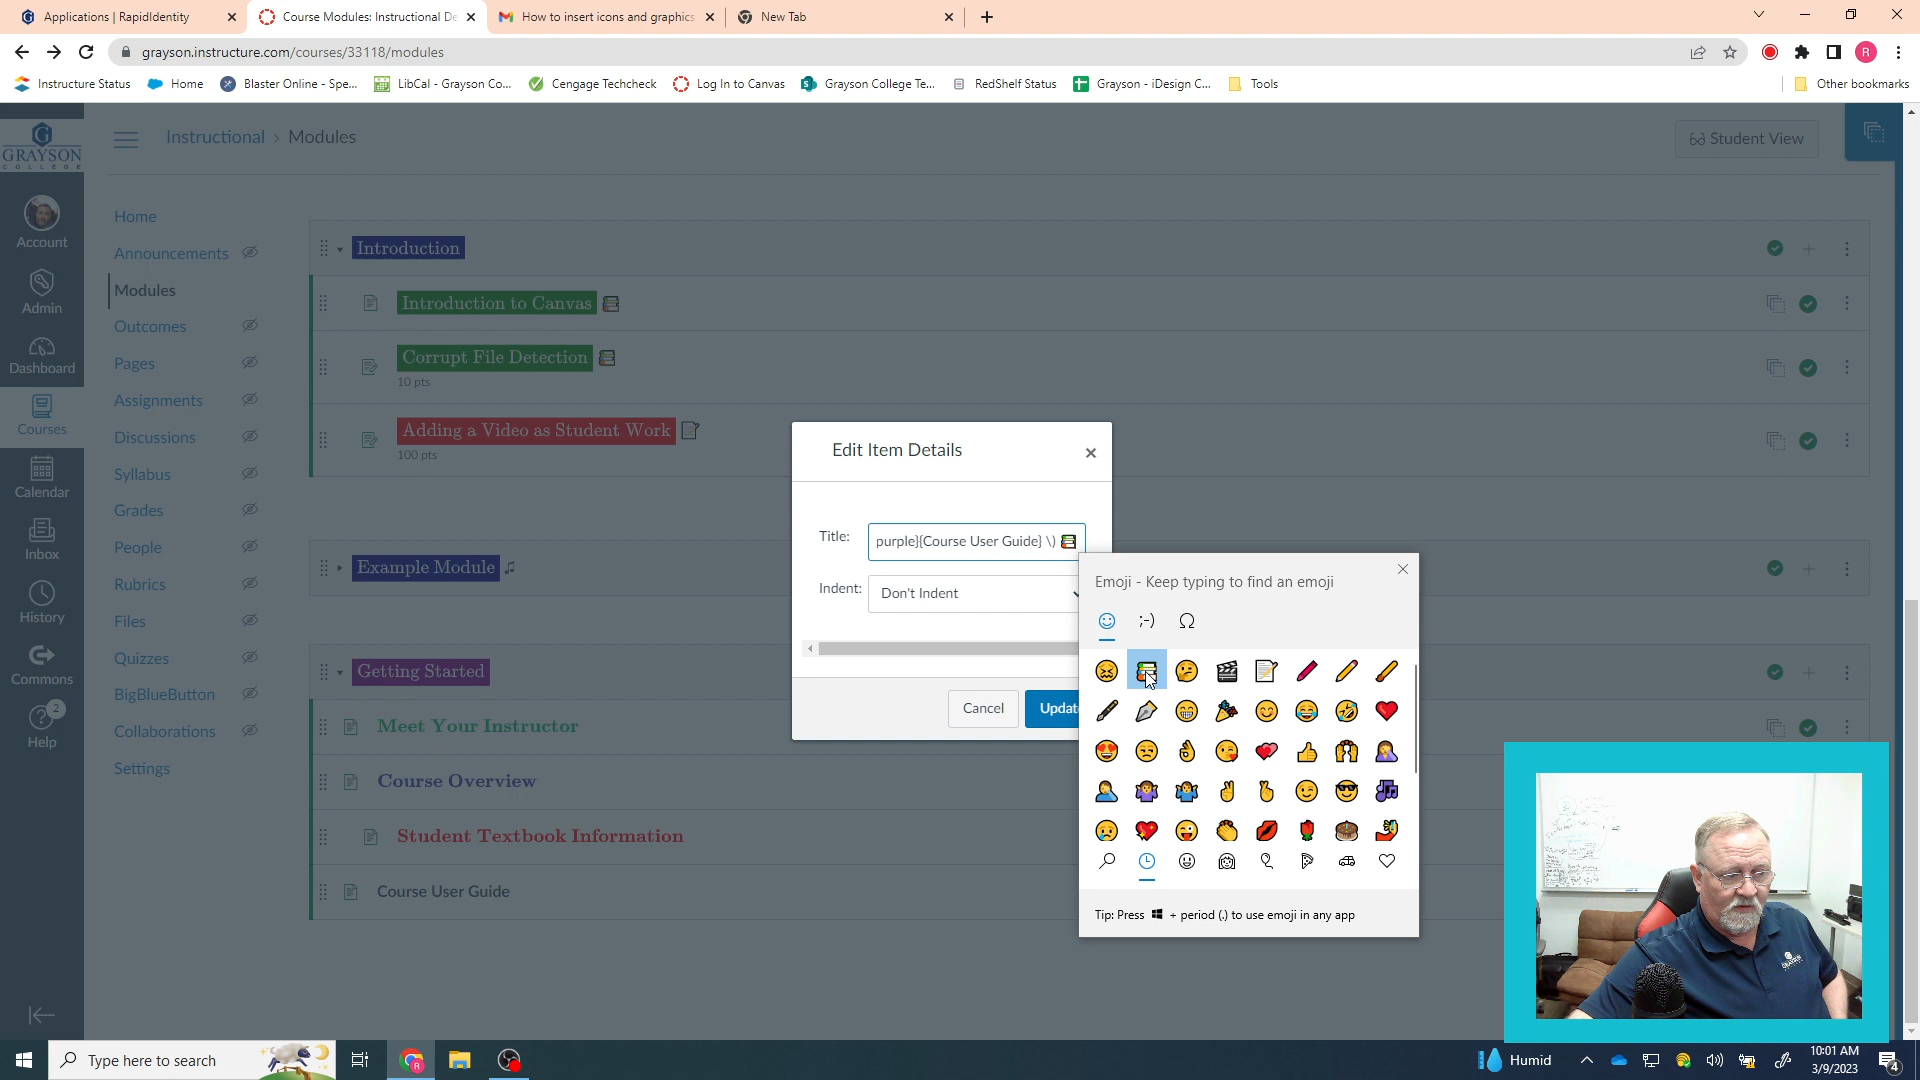 Applications | RapidIdentity
Course Modules: Instructional De
How to insert icons and graphics
New Tab
grayson.instructure.com/courses/33118/modules
R
Instructure Status
Home
Blaster Online - Spe...
LibCal - Grayson Co...
Cengage Techcheck
Log In to Canvas
Grayson College Te...
RedShelf Status
Grayson - iDesign C...
Tools
Other bookmarks
GRAYSON
COLLEGE
Instructional › Modules
Student View
Account
Admin
Dashboard
Courses
Calendar
Inbox
History
Commons
2
Help
Home
Announcements
Modules
Outcomes
Pages
Assignments
Discussions
Syllabus
Grades
People
Rubrics
Files
Quizzes
BigBlueButton
Collaborations
Settings
Introduction
Introduction to Canvas 📚
Corrupt File Detection 📚
10 pts
Adding a Video as Student Work 📝
100 pts
Example Module ♫
Getting Started
Meet Your Instructor
Course Overview
Student Textbook Information
Course User Guide
Edit Item Details
Title: purple}{Course User Guide} \) 📚
Indent: Don't Indent
Cancel
Updat
Emoji - Keep typing to find an emoji
;-) Ω
Tip: Press + period (.) to use emoji in any app
Type here to search
Humid
10:01 AM
3/9/2023
4